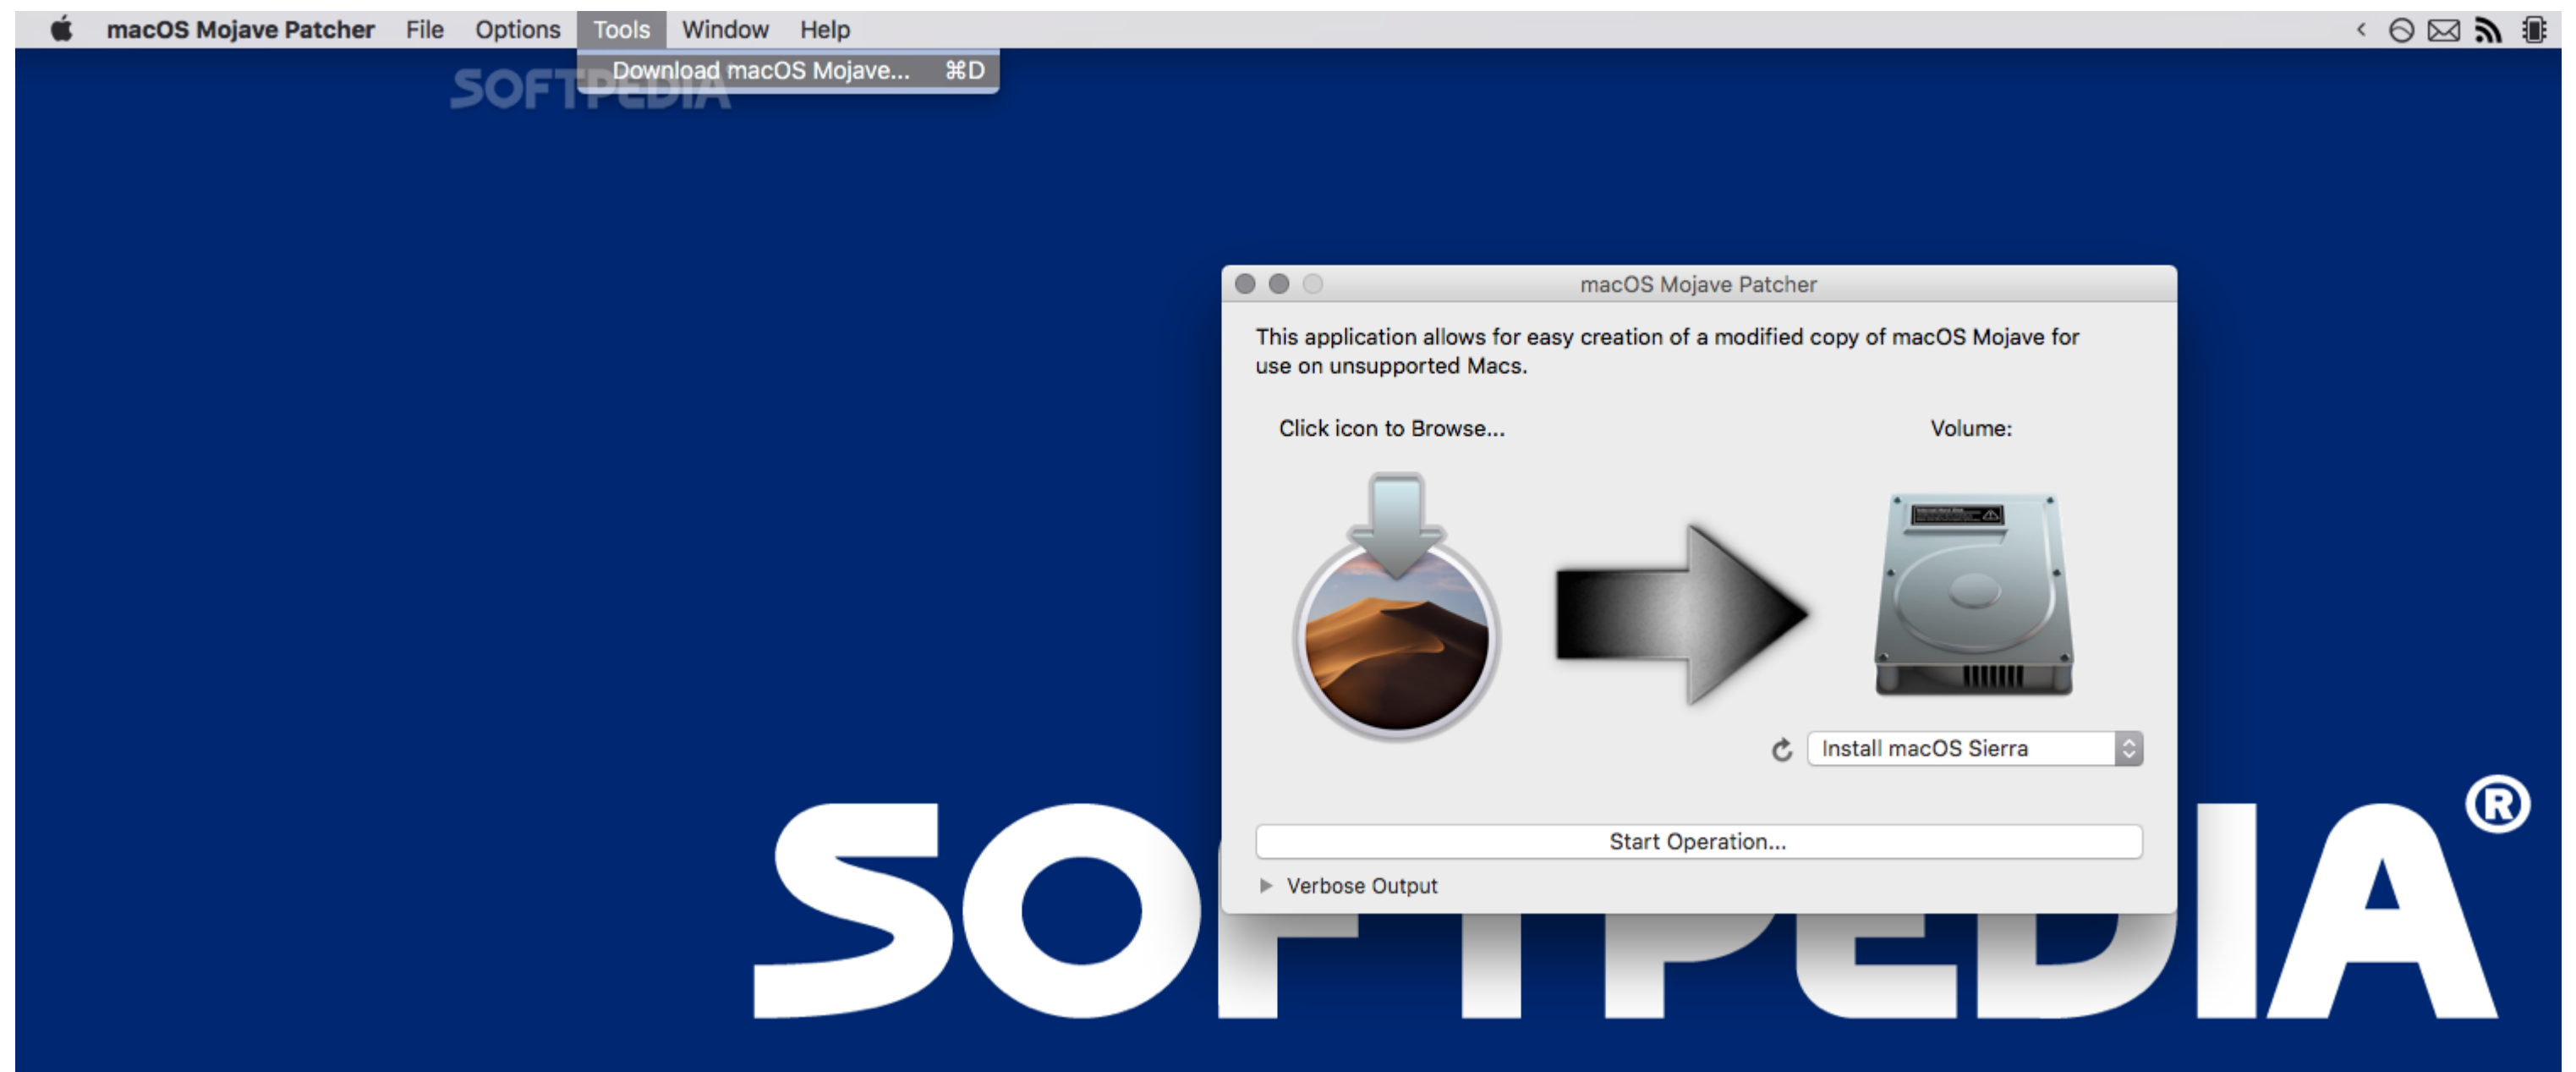 macOS Mojave Patcher File Options Tools Window Help
Download macOS Mojave... ⌘D
SOFTPEDIA
macOS Mojave Patcher
This application allows for easy creation of a modified copy of macOS Mojave for
use on unsupported Macs.
Click icon to Browse...
Volume:
Install macOS Sierra
Start Operation...
Verbose Output
SOFTPEDIA®